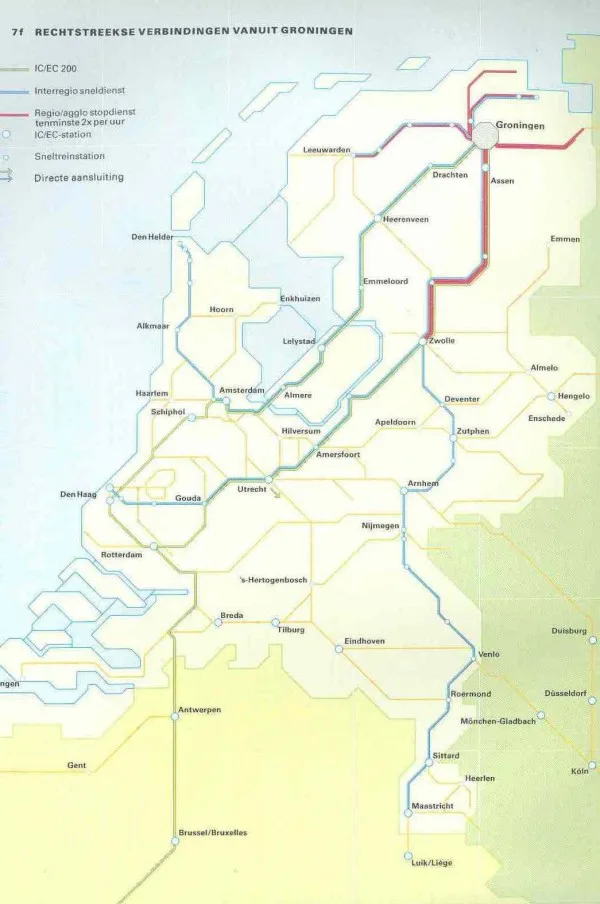 7f RECHTSTREEKSE VERBINDINGEN VANUIT GRONINGEN
IC/EC 200
Interregio sneldienst
Regio/agglo stopdienst
tenminste 2x per uur
IC/EC-station
Sneltreinstation
Directe aansluiting
Groningen
Leeuwarden
Drachten
Assen
Heerenveen
Den Helder
Emmen
Emmeloord
Enkhuizen
Hoorn
Alkmaar
Lelystad
Zwolle
Almelo
Amsterdam
Almere
Haarlem
Hengelo
Deventer
Schiphol
Enschede
Apeldoorn
Hilversum
Zutphen
Amersfoort
Arnhem
Utrecht
Den Haag
Gouda
Nijmegen
Rotterdam
's-Hertogenbosch
Breda
Tilburg
Duisburg
Eindhoven
Venlo
ngen
Roermond
Düsseldorf
Antwerpen
Mönchen-Gladbach
Sittard
Gent
Köln
Heerlen
Maastricht
Brussel/Bruxelles
Luik/Liége